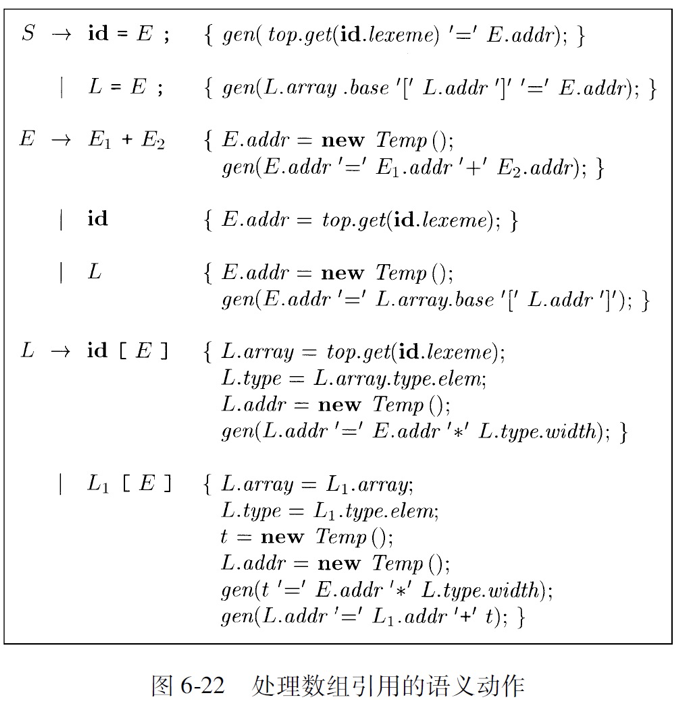 S → id = E ; { gen( top.get(id.lexeme) '=' E.addr); }
| L = E ; { gen(L.array .base '[' L.addr ']' '=' E.addr); }
E → E₁ + E₂ { E.addr = new Temp();
gen(E.addr '=' E₁.addr '+' E₂.addr); }
| id { E.addr = top.get(id.lexeme); }
| L { E.addr = new Temp();
gen(E.addr '=' L.array.base '[' L.addr ']'); }
L → id [ E ] { L.array = top.get(id.lexeme);
L.type = L.array.type.elem;
L.addr = new Temp();
gen(L.addr '=' E.addr '*' L.type.width); }
| L₁ [ E ] { L.array = L₁.array;
L.type = L₁.type.elem;
t = new Temp();
L.addr = new Temp();
gen(t '=' E.addr '*' L.type.width);
gen(L.addr '=' L₁.addr '+' t); }
图 6-22 处理数组引用的语义动作